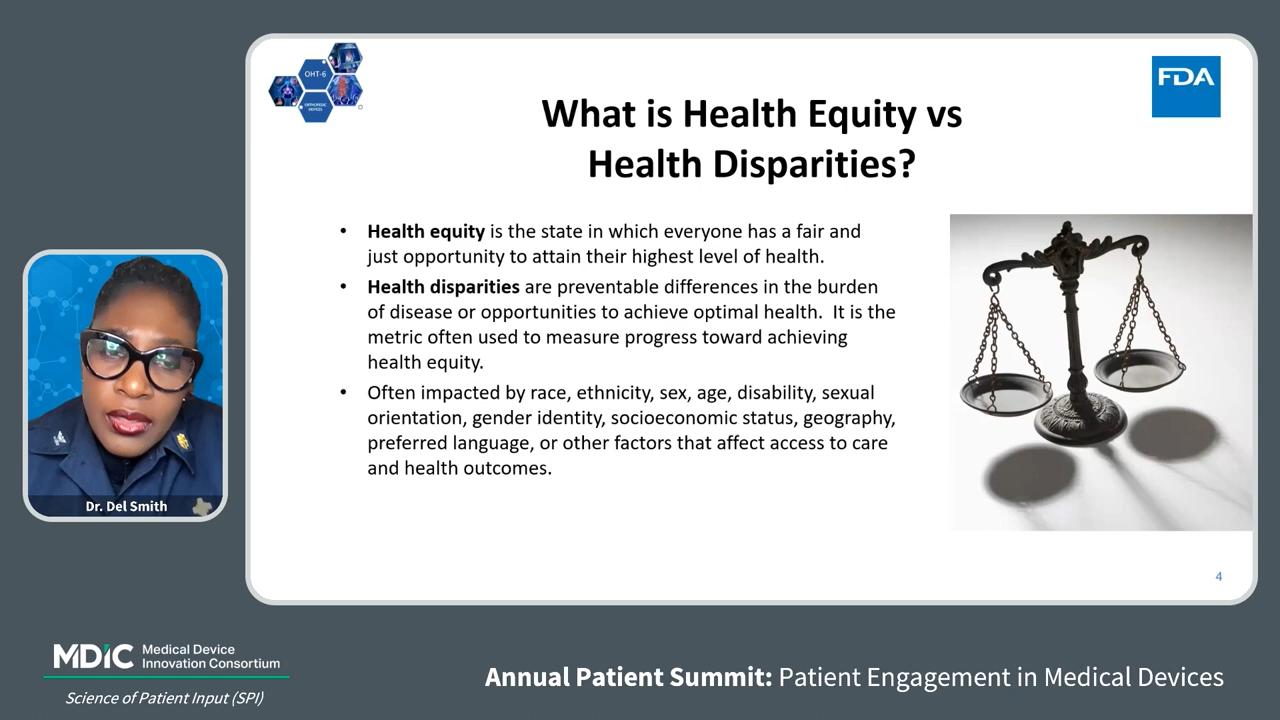 OHT-6
ORTHOPEDIC
DEVICES
FDA
What is Health Equity vs
Health Disparities?
• Health equity is the state in which everyone has a fair and
just opportunity to attain their highest level of health.
• Health disparities are preventable differences in the burden
of disease or opportunities to achieve optimal health.  It is the
metric often used to measure progress toward achieving
health equity.
• Often impacted by race, ethnicity, sex, age, disability, sexual
orientation, gender identity, socioeconomic status, geography,
preferred language, or other factors that affect access to care
and health outcomes.
4
Dr. Del Smith
MDIC Medical Device
Innovation Consortium
Science of Patient Input (SPI)
Annual Patient Summit: Patient Engagement in Medical Devices